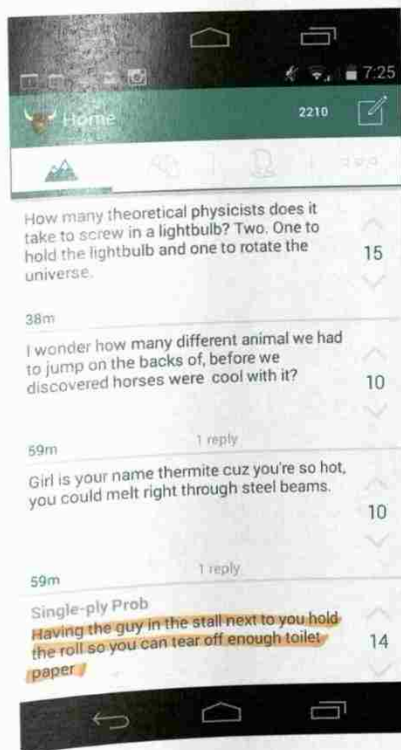 7:25
Home 2210
How many theoretical physicists does it
take to screw in a lightbulb? Two. One to
hold the lightbulb and one to rotate the
universe.
15
38m
I wonder how many different animal we had
to jump on the backs of, before we
discovered horses were cool with it?
10
59m 1 reply
Girl is your name thermite cuz you're so hot,
you could melt right through steel beams.
10
59m 1 reply
Single-ply Prob
Having the guy in the stall next to you hold
the roll so you can tear off enough toilet
paper
14